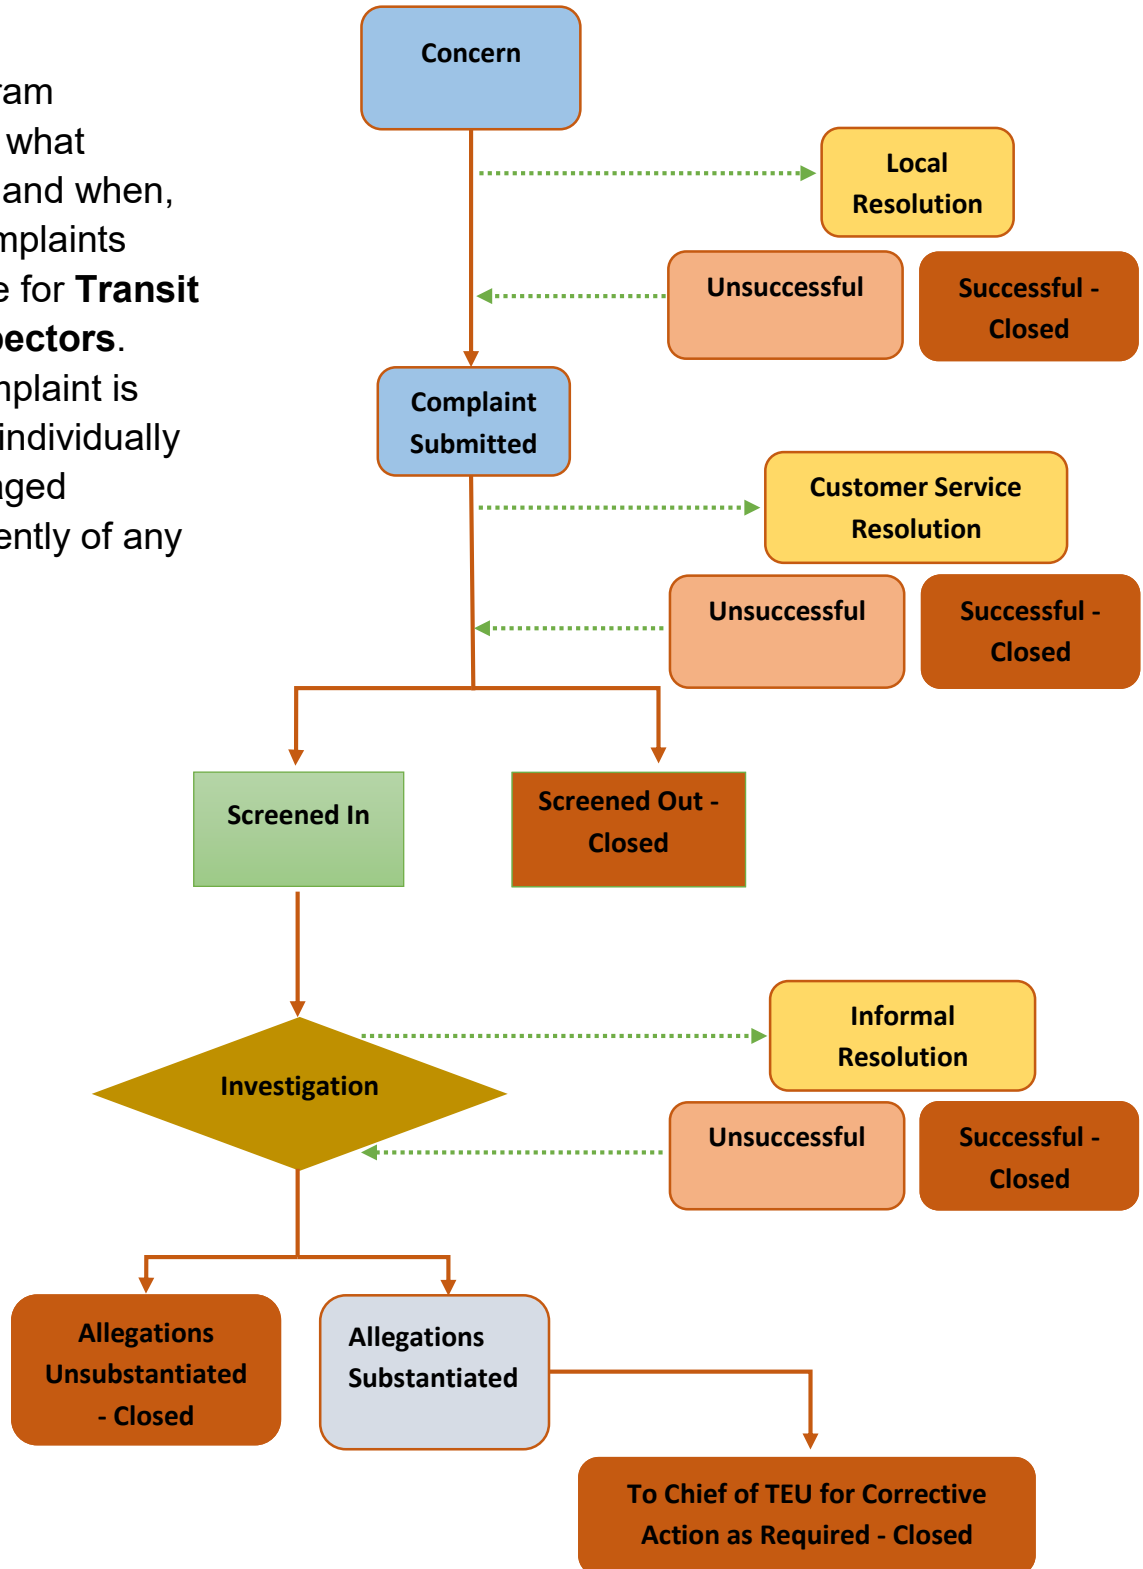 ram
what
and when,
mplaints
e for Transit
pectors.
mplaint is
individually
aged
ently of any
Concern
Local
Resolution
Unsuccessful
Successful -
Closed
Complaint
Submitted
Customer Service
Resolution
Unsuccessful
Successful -
Closed
Screened In
Screened Out -
Closed
Investigation
Informal
Resolution
Unsuccessful
Successful -
Closed
Allegations
Unsubstantiated
- Closed
Allegations
Substantiated
To Chief of TEU for Corrective
Action as Required - Closed